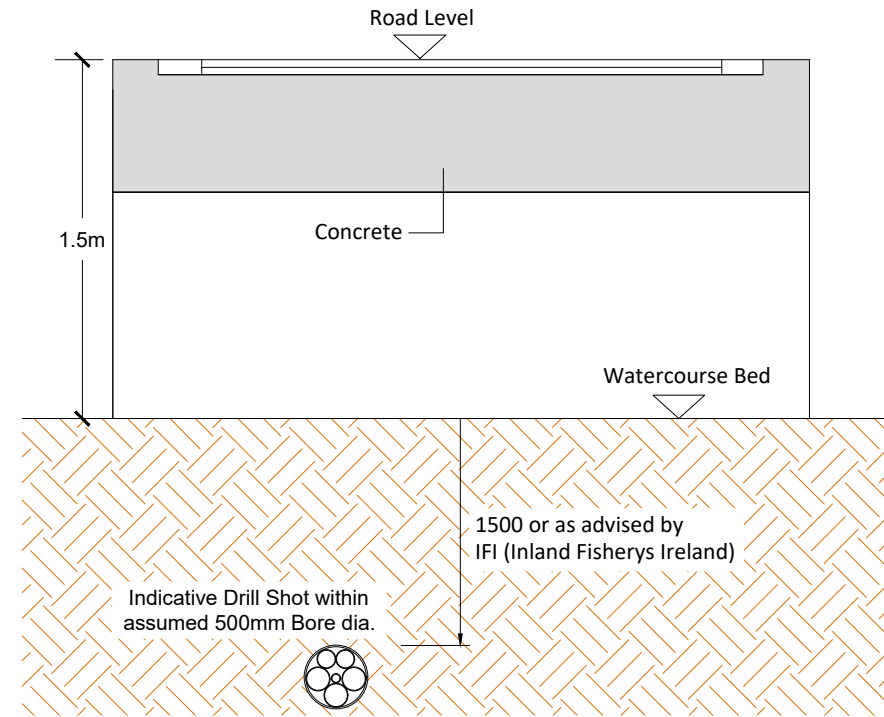 Road Level
1.5m
Concrete
Watercourse Bed
1500 or as advised by
IFI (Inland Fisherys Ireland)
Indicative Drill Shot within
assumed 500mm Bore dia.